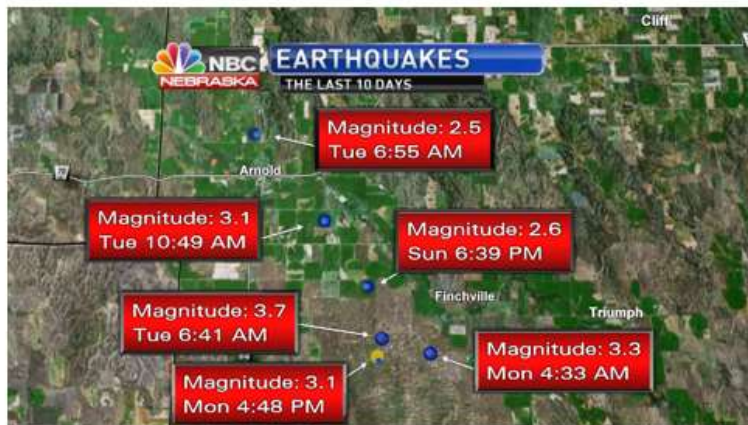 Cliff
NBC
NEBRASKA
EARTHQUAKES
THE LAST 10 DAYS
Magnitude: 2.5
Tue 6:55 AM
Arnold
Magnitude: 3.1
Tue 10:49 AM
Magnitude: 2.6
Sun 6:39 PM
Finchville
Triumph
Magnitude: 3.7
Tue 6:41 AM
Magnitude: 3.3
Mon 4:33 AM
Magnitude: 3.1
Mon 4:48 PM